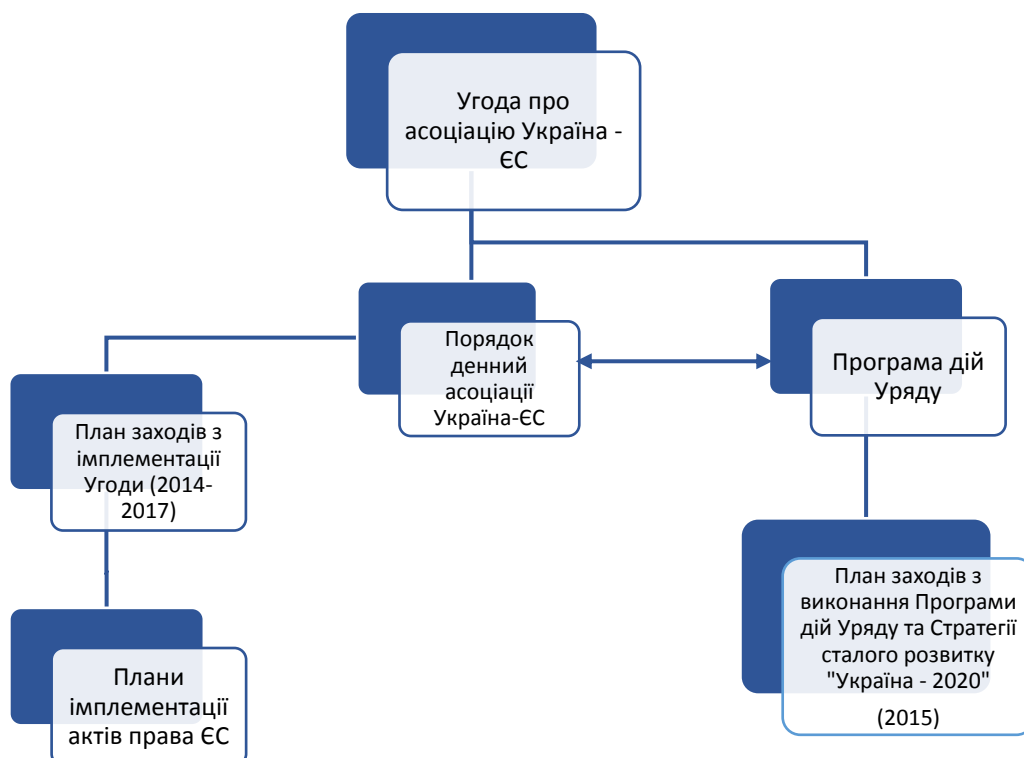 Угода про
асоціацію Україна -
ЄС
Порядок
денний
асоціації
Україна-ЄС
Програма дій
Уряду
План заходів з
імплементації
Угоди (2014-
2017)
План заходів з
виконання Програми
дій Уряду та Стратегії
сталого розвитку
"Україна - 2020"
(2015)
Плани
імплементації
актів права ЄС